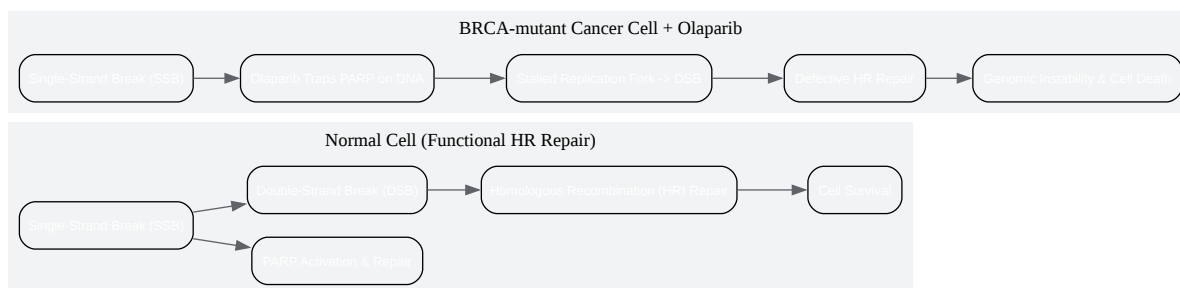 BRCA-mutant Cancer Cell + Olaparib
Single-Strand Break (SSB)
Olaparib Traps PARP on DNA
Stalled Replication Fork -> DSB
Defective HR Repair
Genomic Instability & Cell Death
Normal Cell (Functional HR Repair)
Single-Strand Break (SSB)
Double-Strand Break (DSB)
Homologous Recombination (HR) Repair
Cell Survival
PARP Activation & Repair